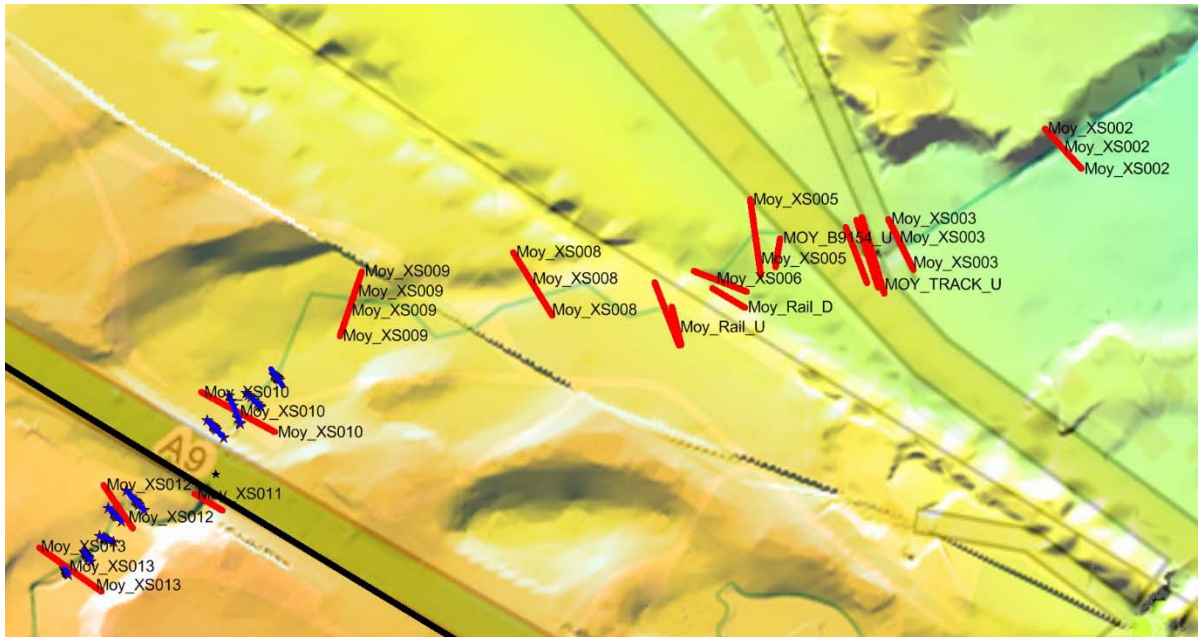 Moy_XS002
Moy_XS002
Moy_XS002
Moy_XS005
Moy_XS003
MOY_B9154_U
Moy_XS003
Moy_XS008
Moy_XS005
Moy_XS003
Moy_XS009
Moy_XS008
Moy_XS006
MOY_TRACK_U
Moy_XS009
Moy_XS009
Moy_XS008
Moy_Rail_D
Moy_XS009
Moy_Rail_U
Moy_XS010
Moy_XS010
Moy_XS010
A9
Moy_XS012
Moy_XS011
Moy_XS012
Moy_XS013
Moy_XS013
Moy_XS013